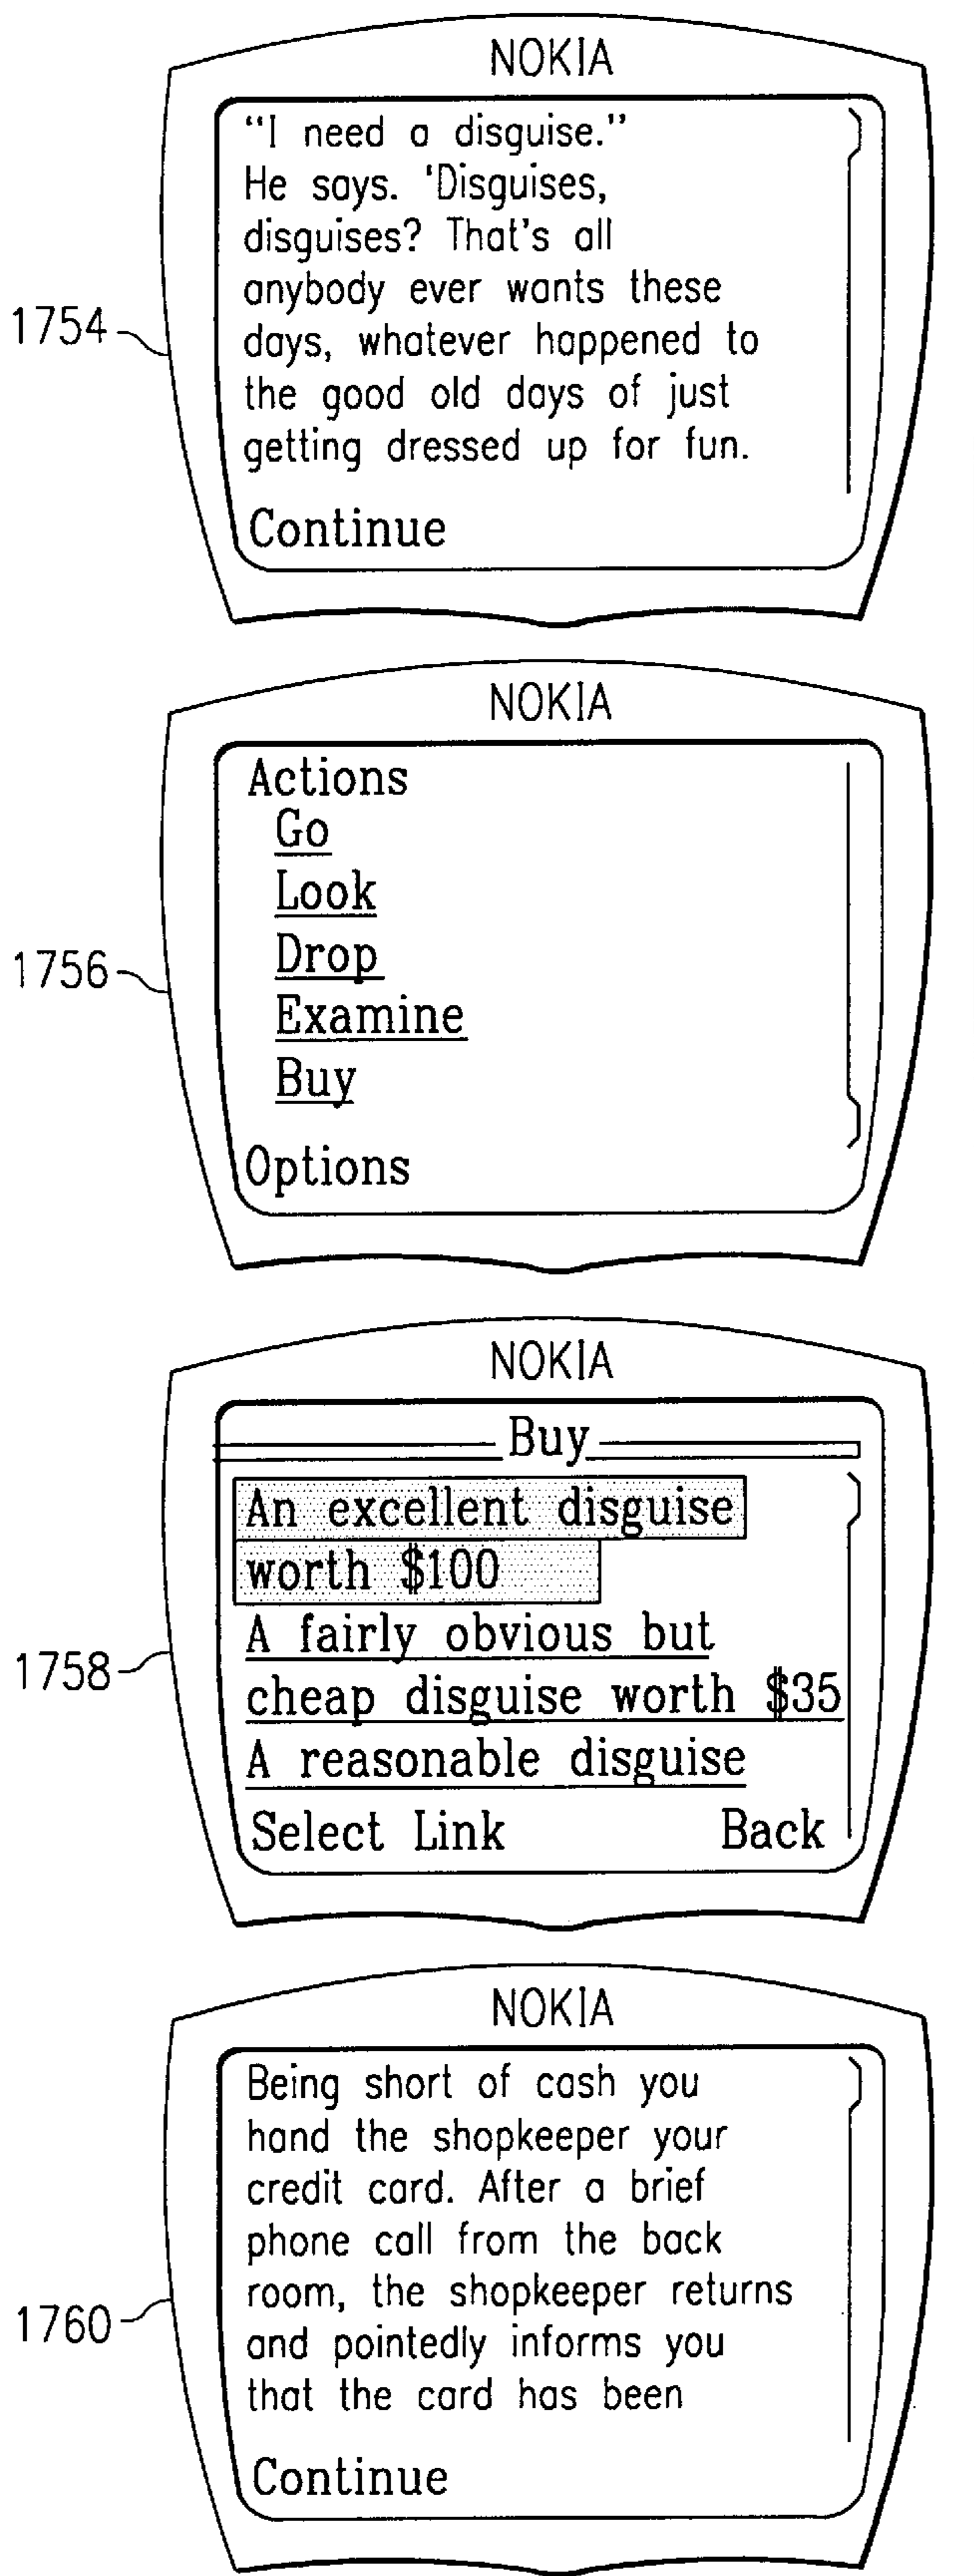 NOKIA
“I need a disguise.”
He says. 'Disguises,
disguises? That's all
anybody ever wants these
days, whatever happened to
the good old days of just
getting dressed up for fun.
Continue
1754
NOKIA
Actions
Go
Look
Drop
Examine
Buy
Options
1756
NOKIA
Buy
An excellent disguise
worth $100
A fairly obvious but
cheap disguise worth $35
A reasonable disguise
Select Link Back
1758
NOKIA
Being short of cash you
hand the shopkeeper your
credit card. After a brief
phone call from the back
room, the shopkeeper returns
and pointedly informs you
that the card has been
Continue
1760